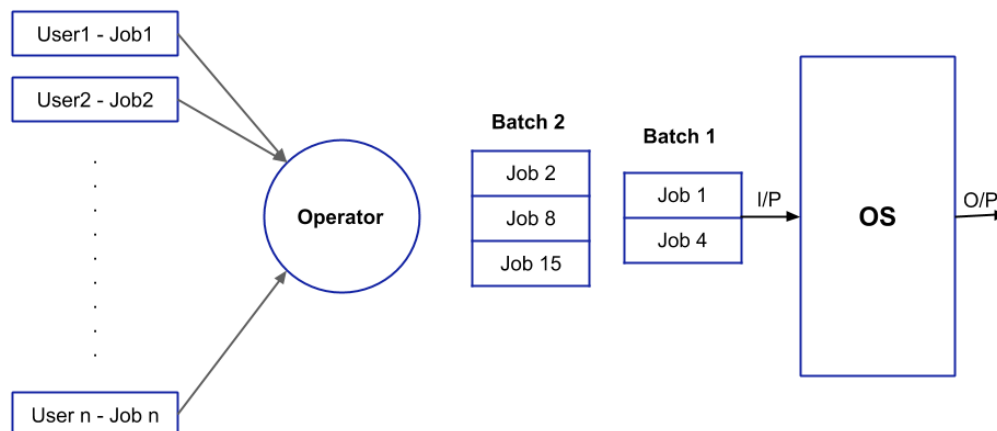 User1 - Job1
User2 - Job2
User n - Job n
Operator
Batch 2
Job 2
Job 8
Job 15
Batch 1
Job 1
Job 4
I/P
OS
O/P